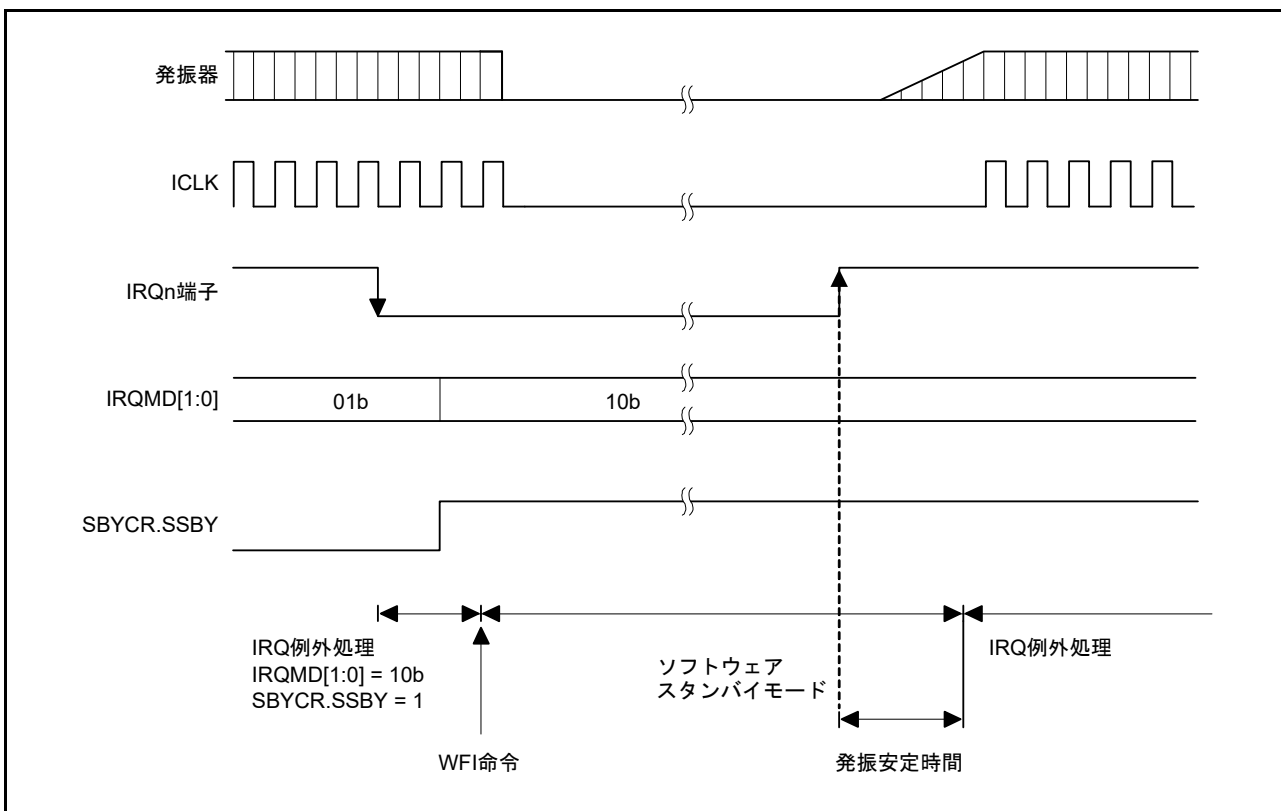 発振器
ICLK
IRQn端子
IRQMD[1:0]
01b
10b
SBYCR.SSBY
IRQ例外処理
IRQMD[1:0] = 10b
SBYCR.SSBY = 1
WFI命令
ソフトウェア
スタンバイモード
発振安定時間
IRQ例外処理